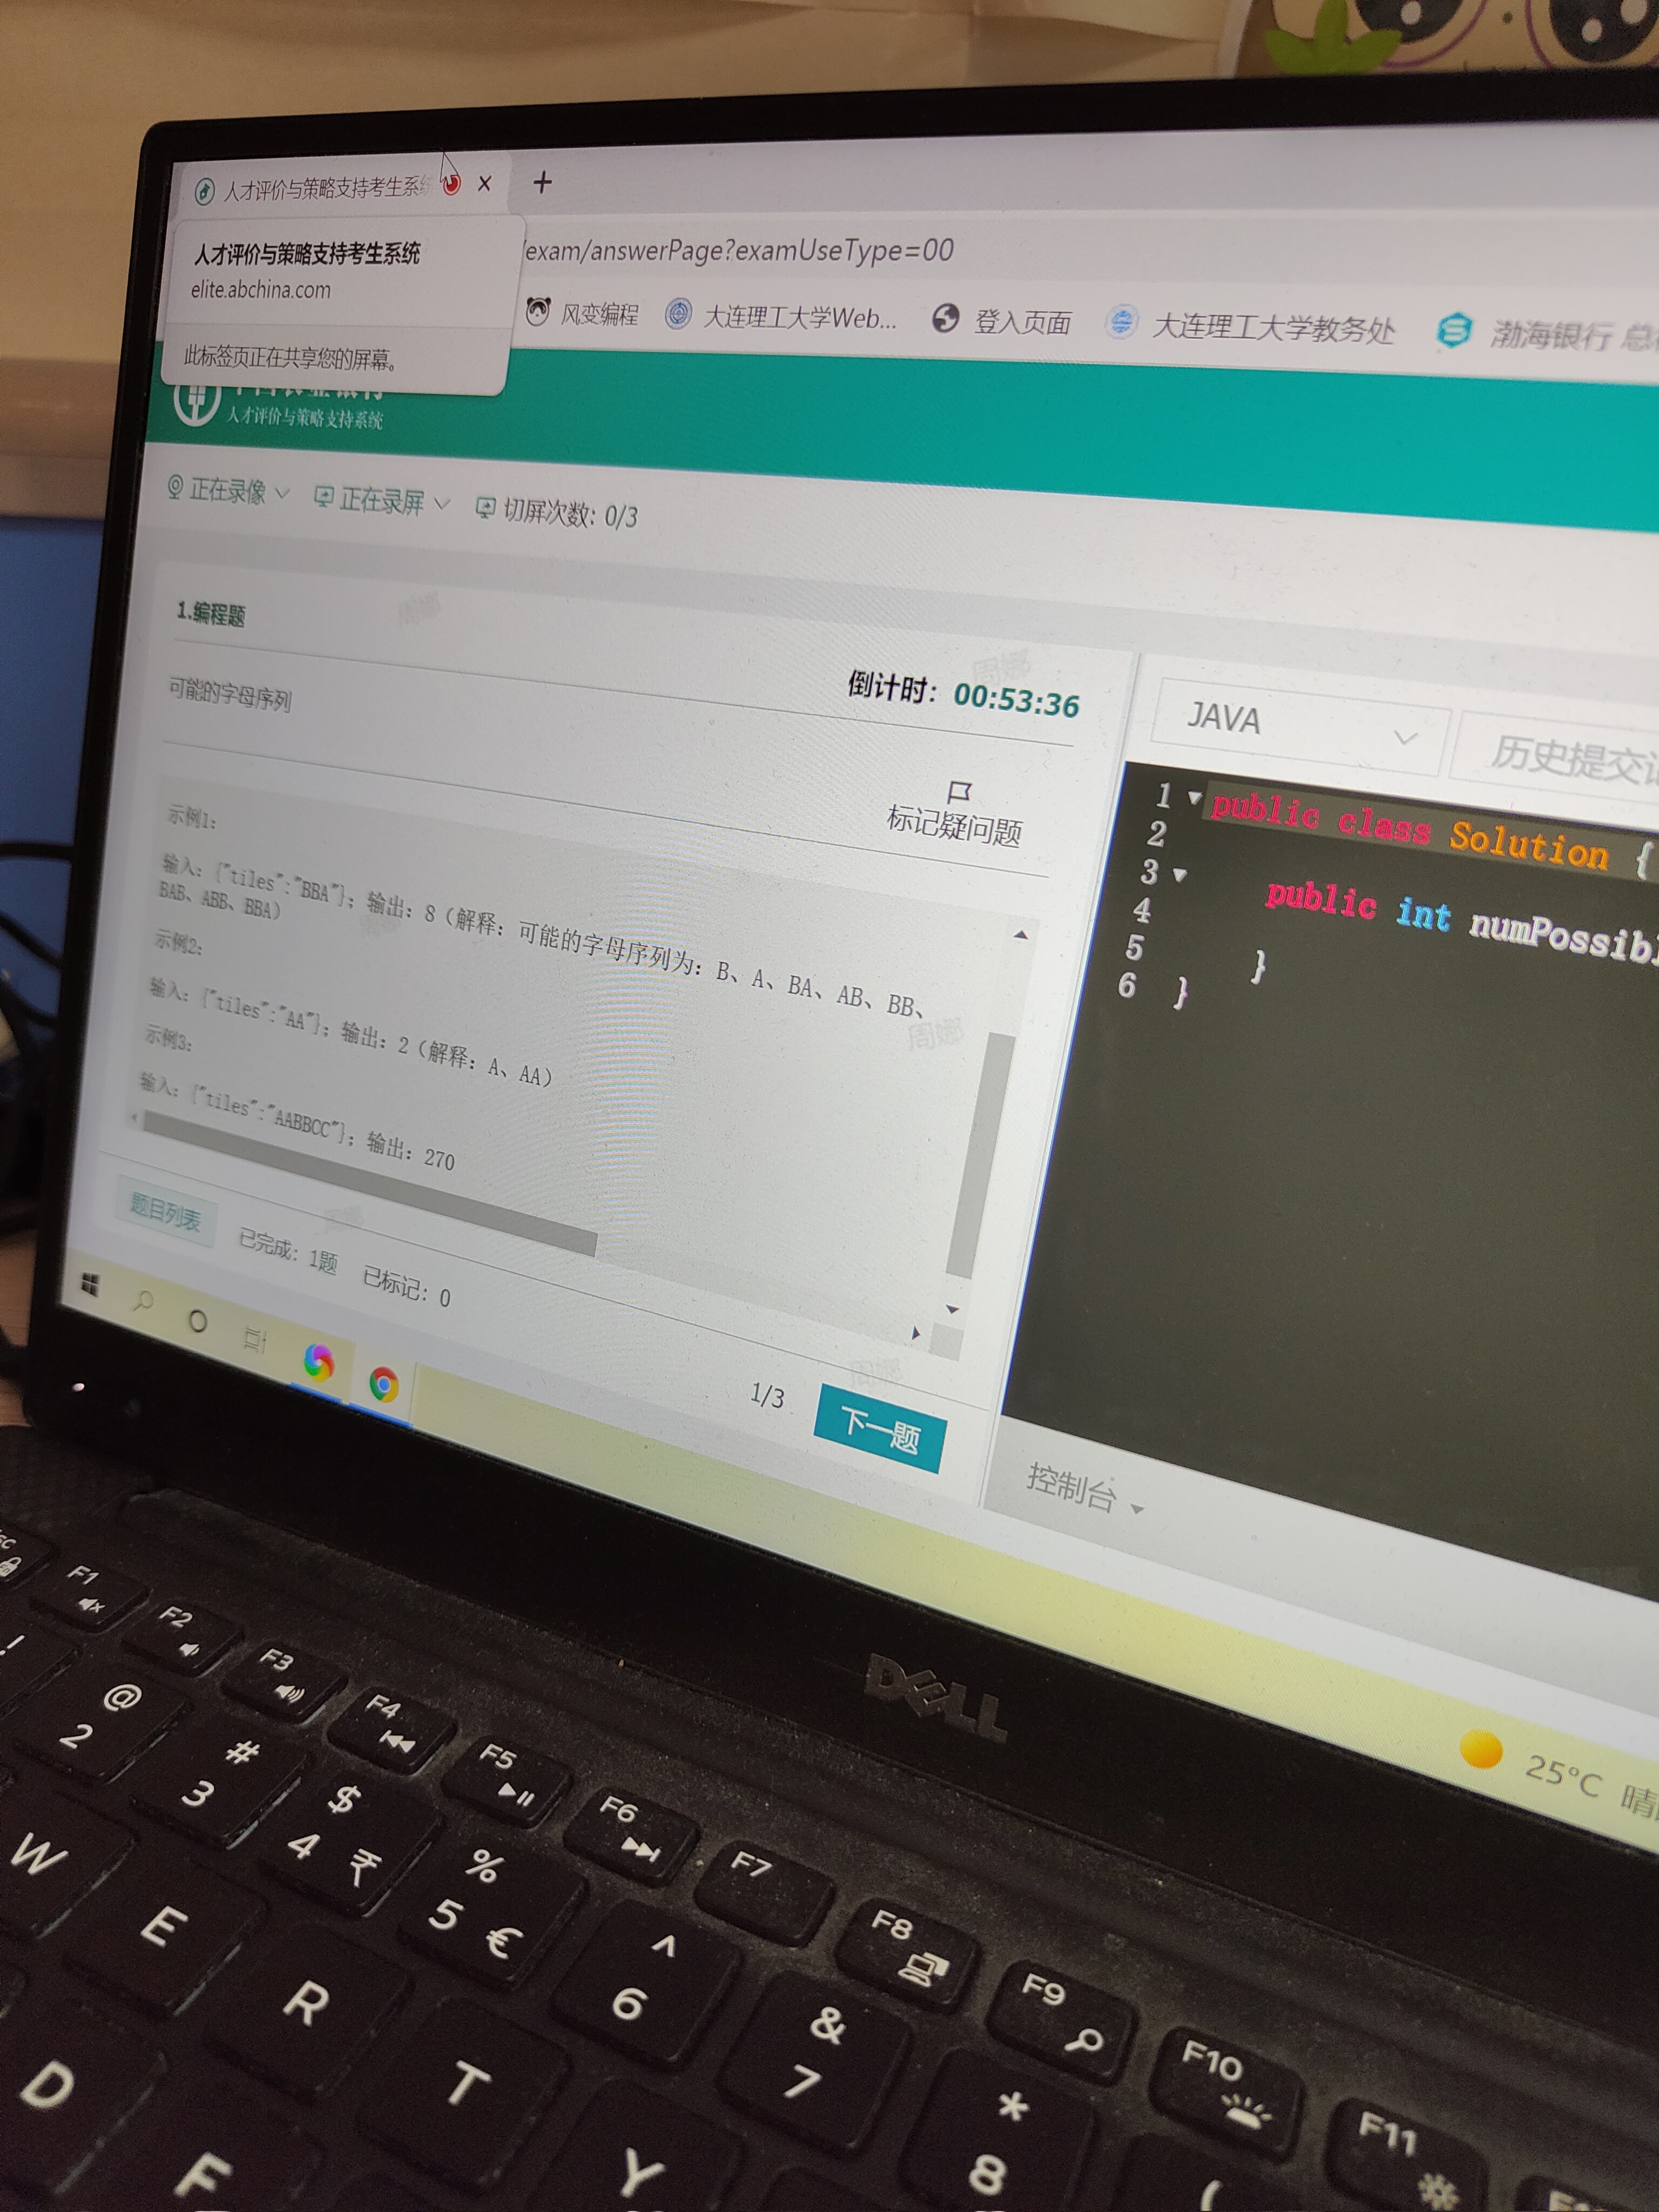 人才评价与策略支持考生系统
人才评价与策略支持考生系统
elite.abchina.com
此标签页正在共享您的屏幕。
/exam/answerPage?examUseType=00
风变编程
大连理工大学Web...
登入页面
大连理工大学教务处
渤海银行 总
人才评价与策略支持系统
正在录像
正在录屏
切屏次数: 0/3
1.编程题
倒计时: 00:53:36
可能的字母序列
标记疑问题
示例1:
输入: {"tiles":"BBA"}; 输出: 8 (解释: 可能的字母序列为: B、A、BA、AB、BB、
BAB、ABB、BBA)
示例2:
输入: {"tiles":"AA"}; 输出: 2 (解释: A、AA)
示例3:
输入: {"tiles":"AABBCC"}; 输出: 270
题目列表
已完成: 1题
已标记: 0
1/3
下一题
周娜
周娜
周娜
周娜
周娜
JAVA
历史提交记
1 public class Solution {
2
3 public int numPossibl
4
5 }
6 }
控制台
25°C 晴
DELL
F1
F2
F3
F4
F5
F6
F7
F8
F9
F10
F11
!
@ 2
# 3
$ 4 ₹
% 5 €
^ 6
& 7
* 8
(
W
E
R
T
Y
D
F